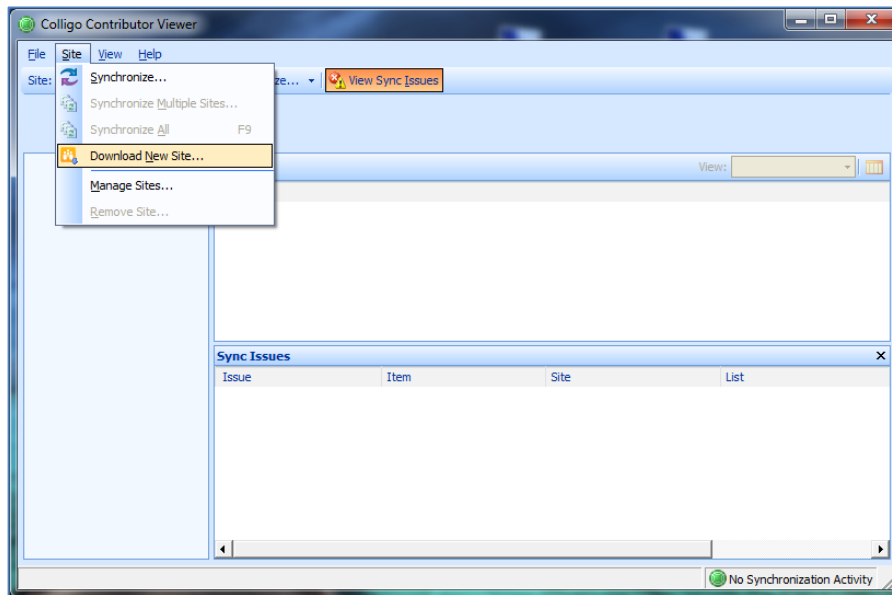 Colligo Contributor Viewer
File Site View Help
Site: ze... View Sync Issues
Synchronize...
Synchronize Multiple Sites...
Synchronize All F9
Download New Site...
View:
Manage Sites...
Remove Site...
Sync Issues
Issue Item Site List
No Synchronization Activity